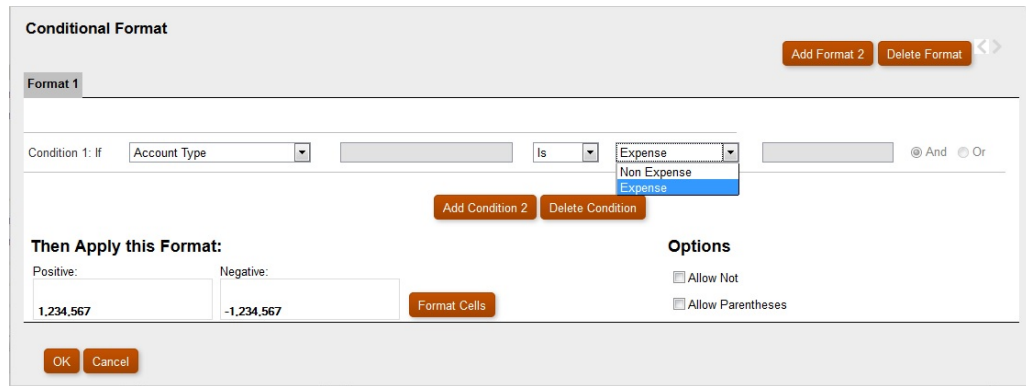 Conditional Format
Add Format 2 Delete Format
Format 1
Condition 1: If Account Type Is Expense And Or
Non Expense
Expense
Add Condition 2 Delete Condition
Then Apply this Format: Options
Positive: Negative: Allow Not
1,234,567 -1,234,567 Format Cells Allow Parentheses
OK Cancel